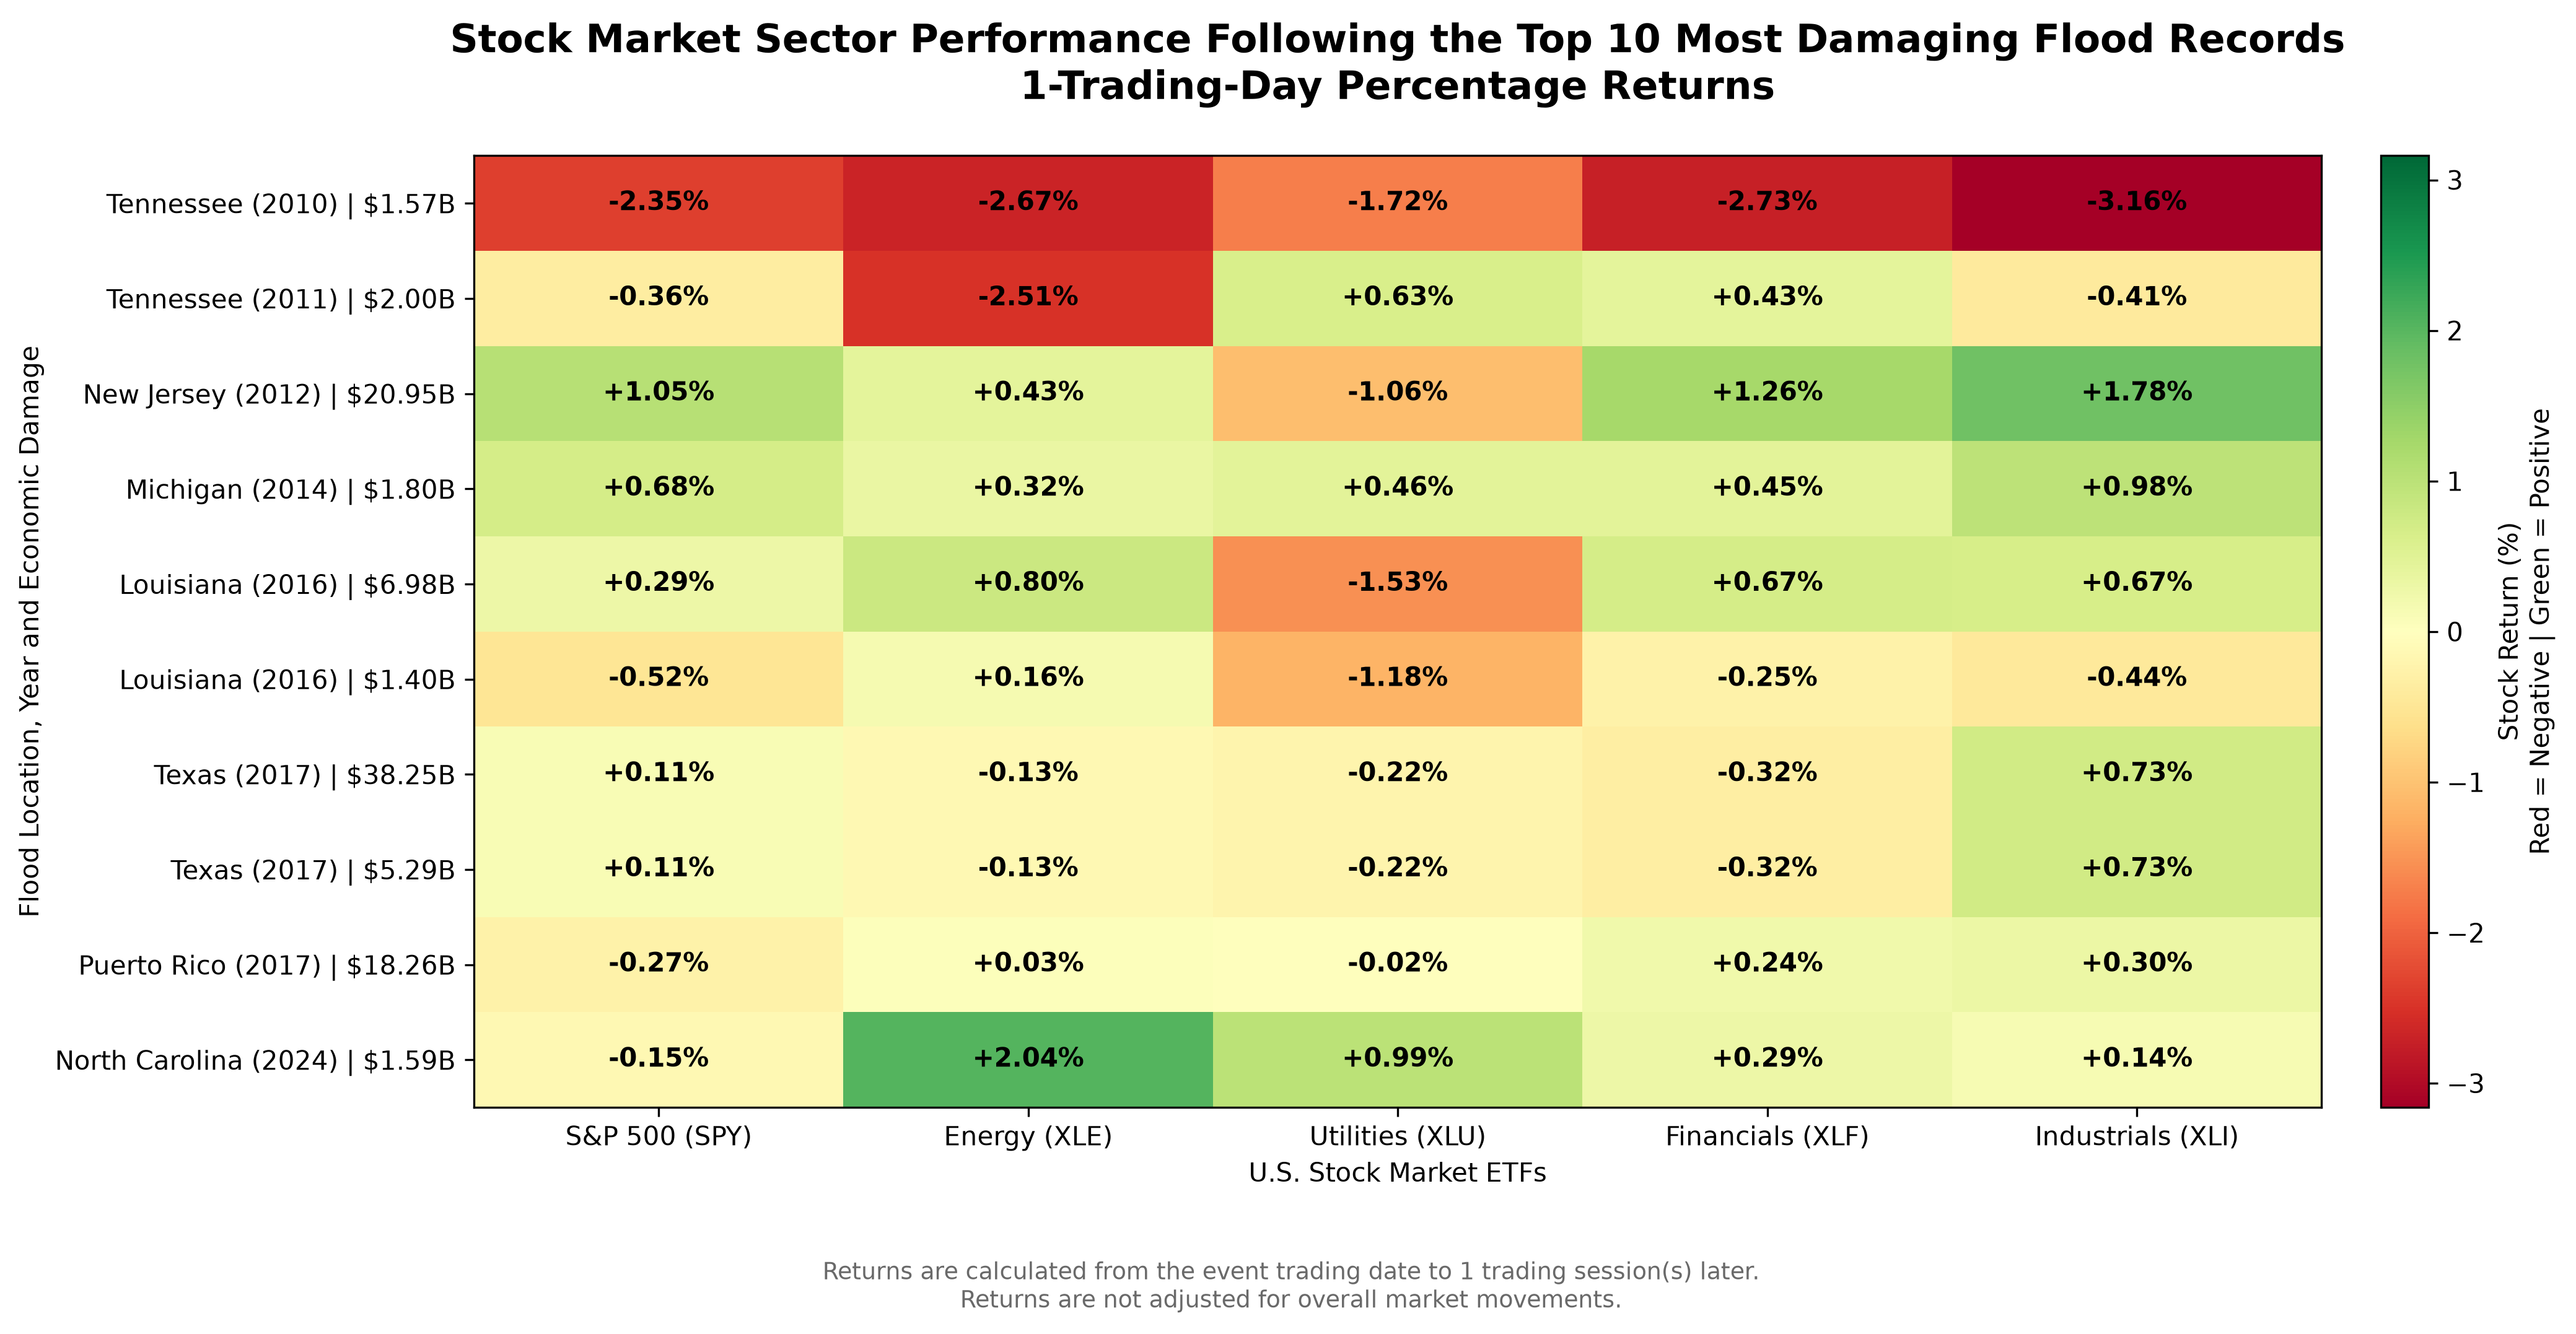 Stock Market Sector Performance Following the Top 10 Most Damaging Flood Records
1-Trading-Day Percentage Returns
Flood Location, Year and Economic Damage
Tennessee (2010) | $1.57B -2.35% -2.67% -1.72% -2.73% -3.16%
Tennessee (2011) | $2.00B -0.36% -2.51% +0.63% +0.43% -0.41%
New Jersey (2012) | $20.95B +1.05% +0.43% -1.06% +1.26% +1.78%
Michigan (2014) | $1.80B +0.68% +0.32% +0.46% +0.45% +0.98%
Louisiana (2016) | $6.98B +0.29% +0.80% -1.53% +0.67% +0.67%
Louisiana (2016) | $1.40B -0.52% +0.16% -1.18% -0.25% -0.44%
Texas (2017) | $38.25B +0.11% -0.13% -0.22% -0.32% +0.73%
Texas (2017) | $5.29B +0.11% -0.13% -0.22% -0.32% +0.73%
Puerto Rico (2017) | $18.26B -0.27% +0.03% -0.02% +0.24% +0.30%
North Carolina (2024) | $1.59B -0.15% +2.04% +0.99% +0.29% +0.14%
S&P 500 (SPY) Energy (XLE) Utilities (XLU) Financials (XLF) Industrials (XLI)
U.S. Stock Market ETFs
3
2
1
0
−1
−2
−3
Stock Return (%)
Red = Negative | Green = Positive
Returns are calculated from the event trading date to 1 trading session(s) later.
Returns are not adjusted for overall market movements.